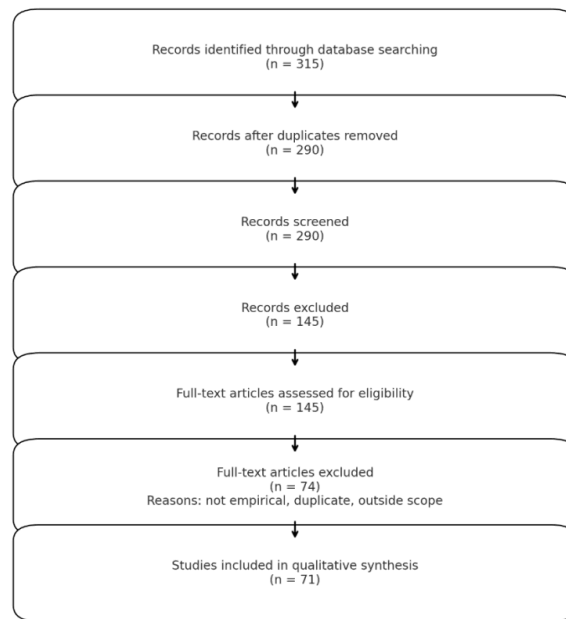 Records identified through database searching
(n = 315)
Records after duplicates removed
(n = 290)
Records screened
(n = 290)
Records excluded
(n = 145)
Full-text articles assessed for eligibility
(n = 145)
Full-text articles excluded
(n = 74)
Reasons: not empirical, duplicate, outside scope
Studies included in qualitative synthesis
(n = 71)